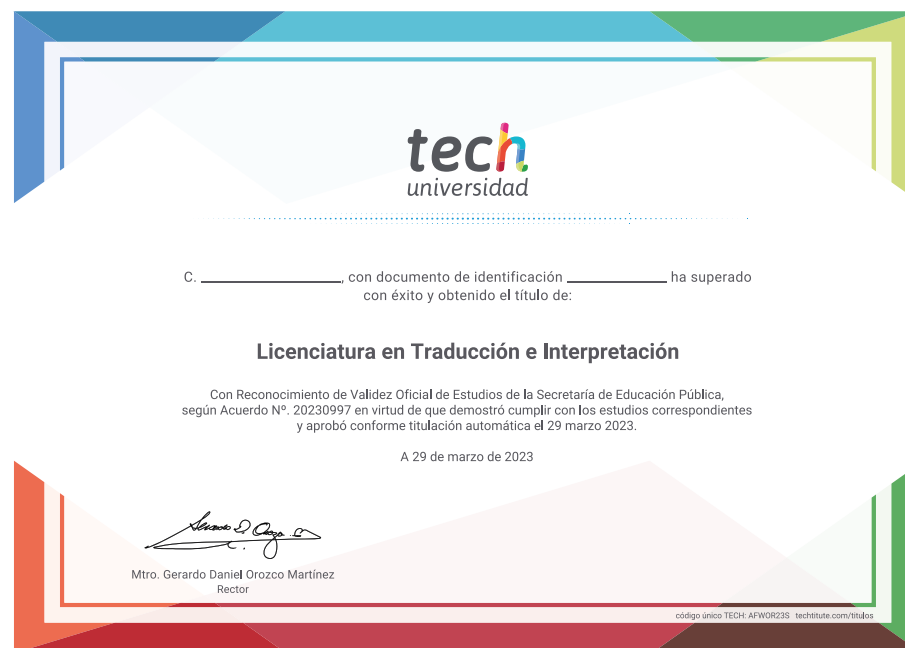 tech
universidad
C. ____________________, con documento de identificación ______________ ha superado
con éxito y obtenido el título de:
Licenciatura en Traducción e Interpretación
Con Reconocimiento de Validez Oficial de Estudios de la Secretaría de Educación Pública,
según Acuerdo Nº. 20230997 en virtud de que demostró cumplir con los estudios correspondientes
y aprobó conforme titulación automática el 29 marzo 2023.
A 29 de marzo de 2023
Mtro. Gerardo Daniel Orozco Martínez
Rector
código único TECH: AFWOR23S techtitute.com/titulos